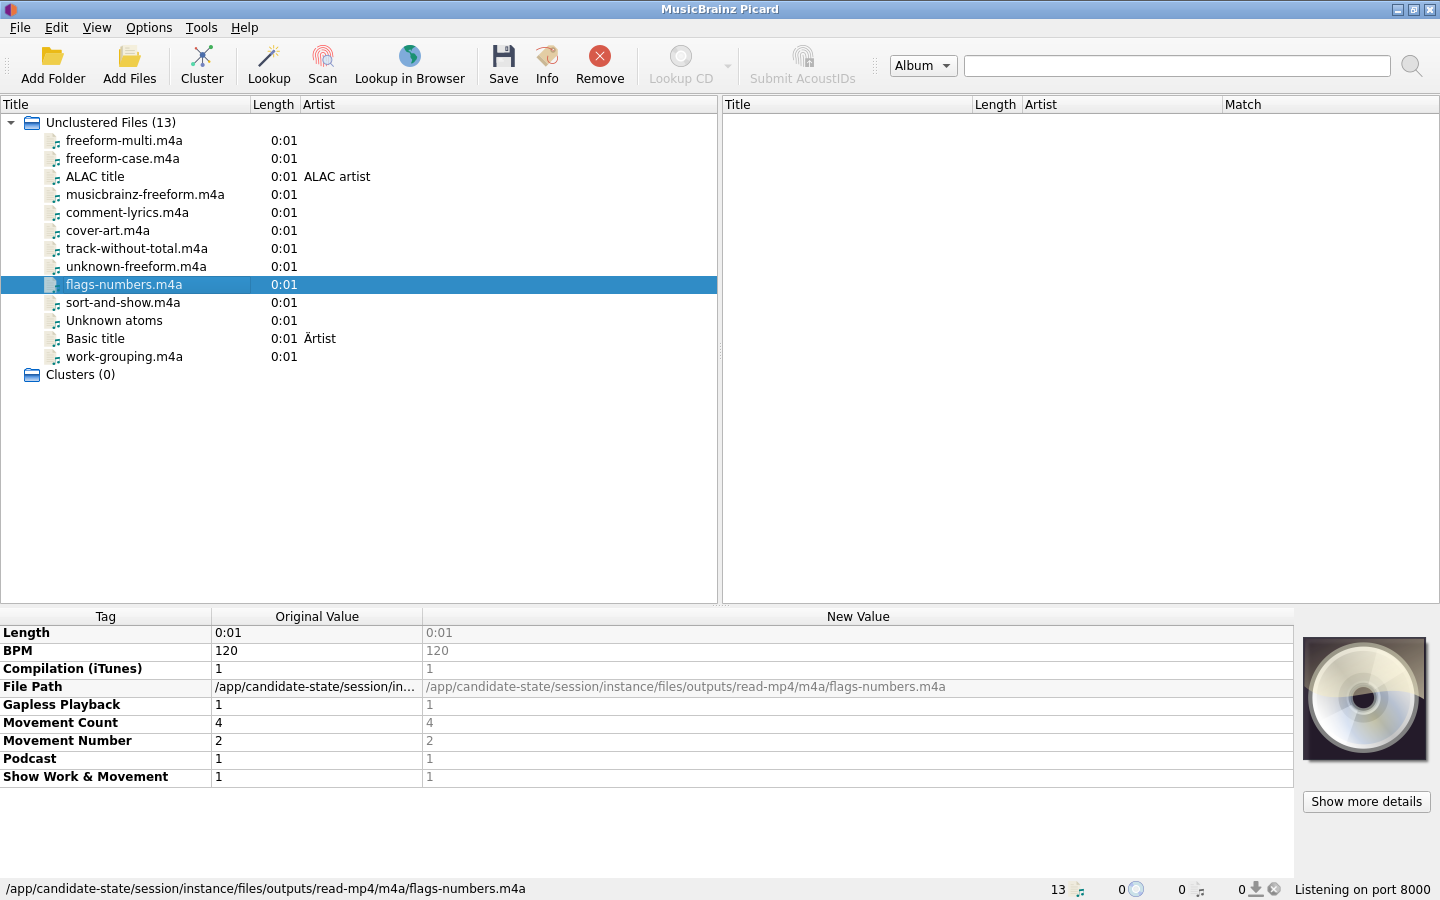 MusicBrainz Picard
File Edit View Options Tools Help
Add Folder Add Files Cluster Lookup Scan Lookup in Browser Save Info Remove Lookup CD Submit AcoustIDs Album
Title Length Artist Title Length Artist Match
Unclustered Files (13)
freeform-multi.m4a 0:01
freeform-case.m4a 0:01
ALAC title 0:01 ALAC artist
musicbrainz-freeform.m4a 0:01
comment-lyrics.m4a 0:01
cover-art.m4a 0:01
track-without-total.m4a 0:01
unknown-freeform.m4a 0:01
flags-numbers.m4a 0:01
sort-and-show.m4a 0:01
Unknown atoms 0:01
Basic title 0:01 Ärtist
work-grouping.m4a 0:01
Clusters (0)
Tag Original Value New Value
Length 0:01 0:01
BPM 120 120
Compilation (iTunes) 1 1
File Path /app/candidate-state/session/in... /app/candidate-state/session/instance/files/outputs/read-mp4/m4a/flags-numbers.m4a
Gapless Playback 1 1
Movement Count 4 4
Movement Number 2 2
Podcast 1 1
Show Work & Movement 1 1
Show more details
/app/candidate-state/session/instance/files/outputs/read-mp4/m4a/flags-numbers.m4a 13 0 0 0 Listening on port 8000